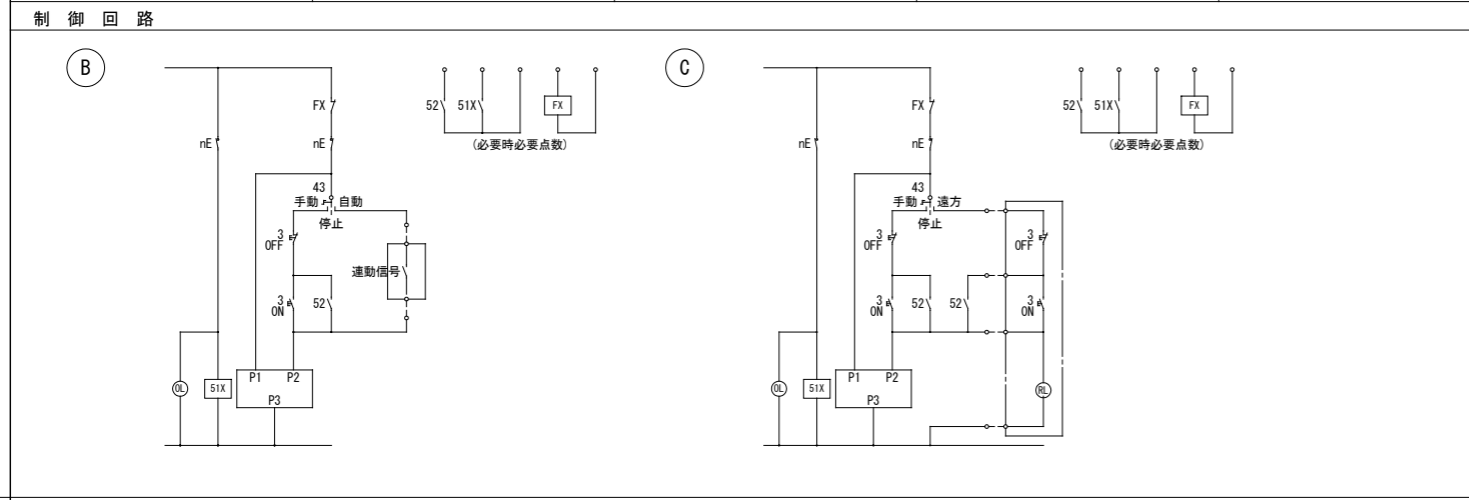 制御回路
B
FX
52
51X
FX
nE
nE
(必要時必要点数)
43
手動
自動
停止
3
OFF
連動信号
3
ON
52
OL
51X
P1
P2
P3
C
FX
52
51X
FX
nE
nE
(必要時必要点数)
43
手動
遠方
停止
3
OFF
3
OFF
3
ON
52
52
3
ON
OL
51X
P1
P2
P3
RL